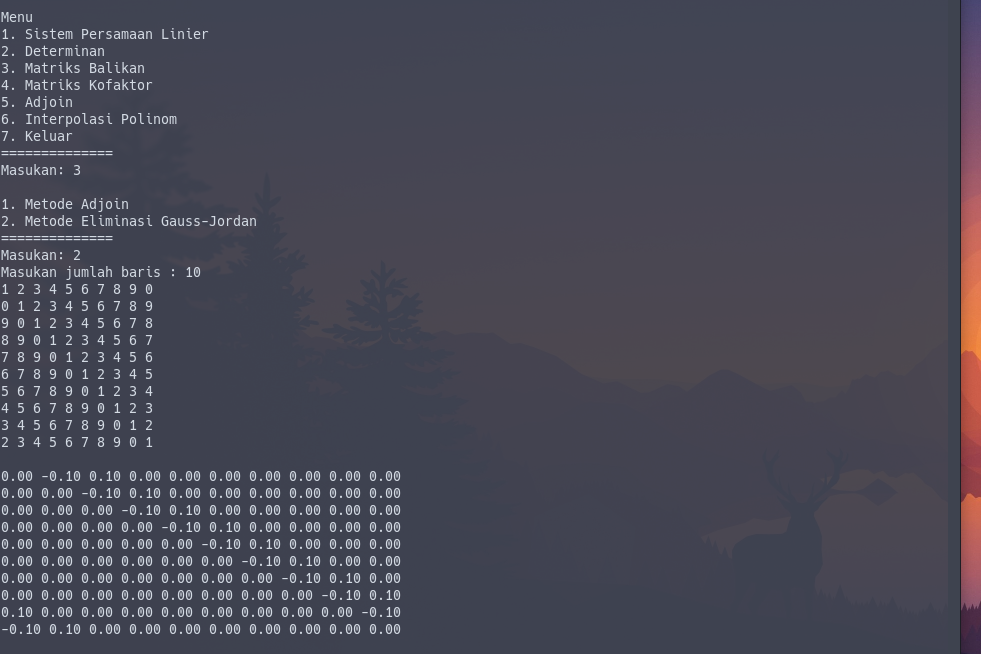 Menu
1. Sistem Persamaan Linier
2. Determinan
3. Matriks Balikan
4. Matriks Kofaktor
5. Adjoin
6. Interpolasi Polinom
7. Keluar
==============
Masukan: 3

1. Metode Adjoin
2. Metode Eliminasi Gauss-Jordan
==============
Masukan: 2
Masukan jumlah baris : 10
1 2 3 4 5 6 7 8 9 0
0 1 2 3 4 5 6 7 8 9
9 0 1 2 3 4 5 6 7 8
8 9 0 1 2 3 4 5 6 7
7 8 9 0 1 2 3 4 5 6
6 7 8 9 0 1 2 3 4 5
5 6 7 8 9 0 1 2 3 4
4 5 6 7 8 9 0 1 2 3
3 4 5 6 7 8 9 0 1 2
2 3 4 5 6 7 8 9 0 1

0.00 -0.10 0.10 0.00 0.00 0.00 0.00 0.00 0.00 0.00
0.00 0.00 -0.10 0.10 0.00 0.00 0.00 0.00 0.00 0.00
0.00 0.00 0.00 -0.10 0.10 0.00 0.00 0.00 0.00 0.00
0.00 0.00 0.00 0.00 -0.10 0.10 0.00 0.00 0.00 0.00
0.00 0.00 0.00 0.00 0.00 -0.10 0.10 0.00 0.00 0.00
0.00 0.00 0.00 0.00 0.00 0.00 -0.10 0.10 0.00 0.00
0.00 0.00 0.00 0.00 0.00 0.00 0.00 -0.10 0.10 0.00
0.00 0.00 0.00 0.00 0.00 0.00 0.00 0.00 -0.10 0.10
0.10 0.00 0.00 0.00 0.00 0.00 0.00 0.00 0.00 -0.10
-0.10 0.10 0.00 0.00 0.00 0.00 0.00 0.00 0.00 0.00